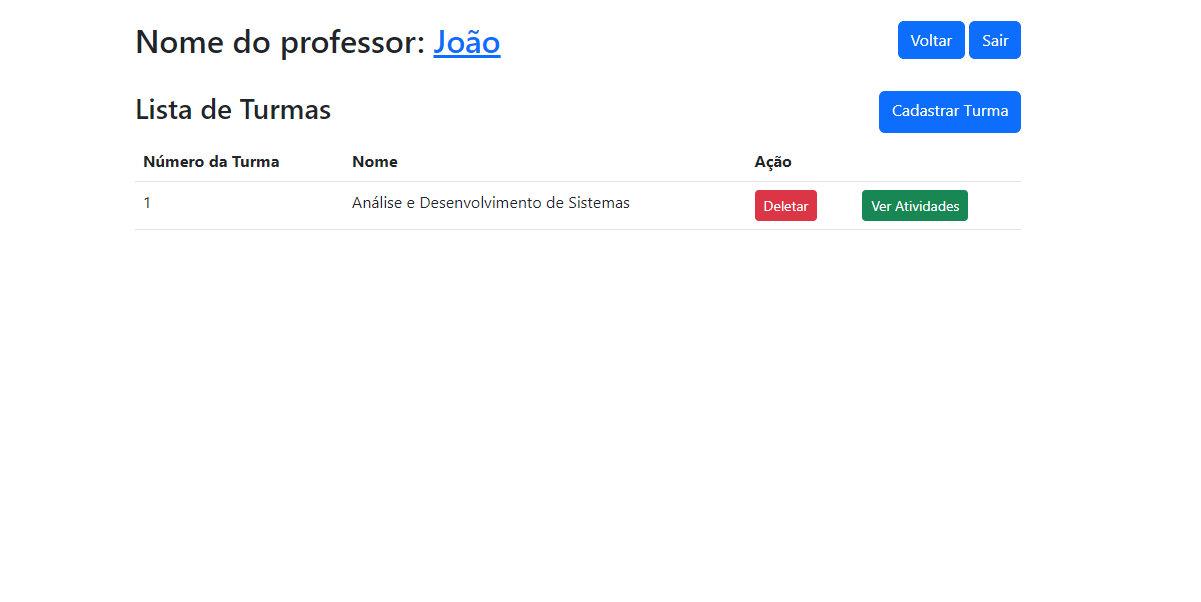 Nome do professor: João Voltar Sair
Lista de Turmas Cadastrar Turma
Número da Turma Nome Ação
1 Análise e Desenvolvimento de Sistemas Deletar Ver Atividades